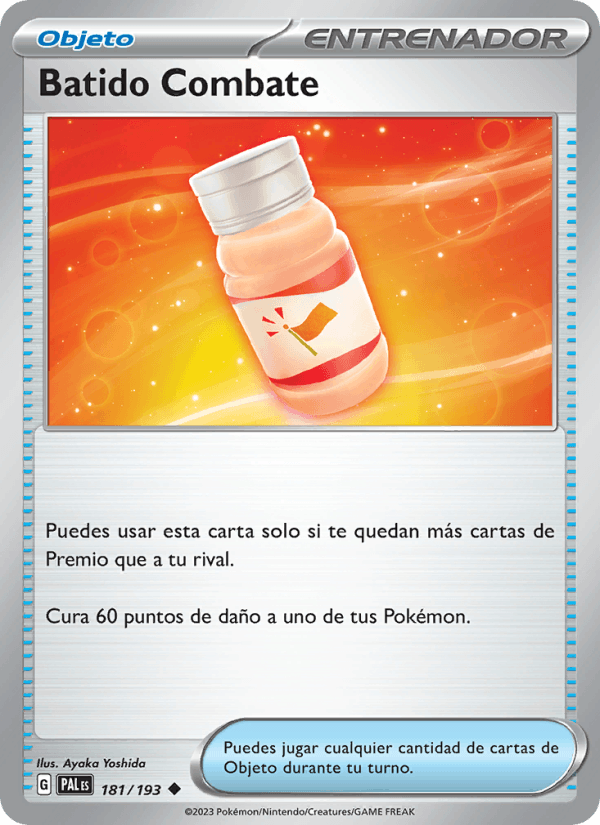 Objeto
ENTRENADOR
Batido Combate
Puedes usar esta carta solo si te quedan más cartas de
Premio que a tu rival.
Cura 60 puntos de daño a uno de tus Pokémon.
Puedes jugar cualquier cantidad de cartas de
Objeto durante tu turno.
Ilus. Ayaka Yoshida
G PAL ES 181/193
©2023 Pokémon/Nintendo/Creatures/GAME FREAK